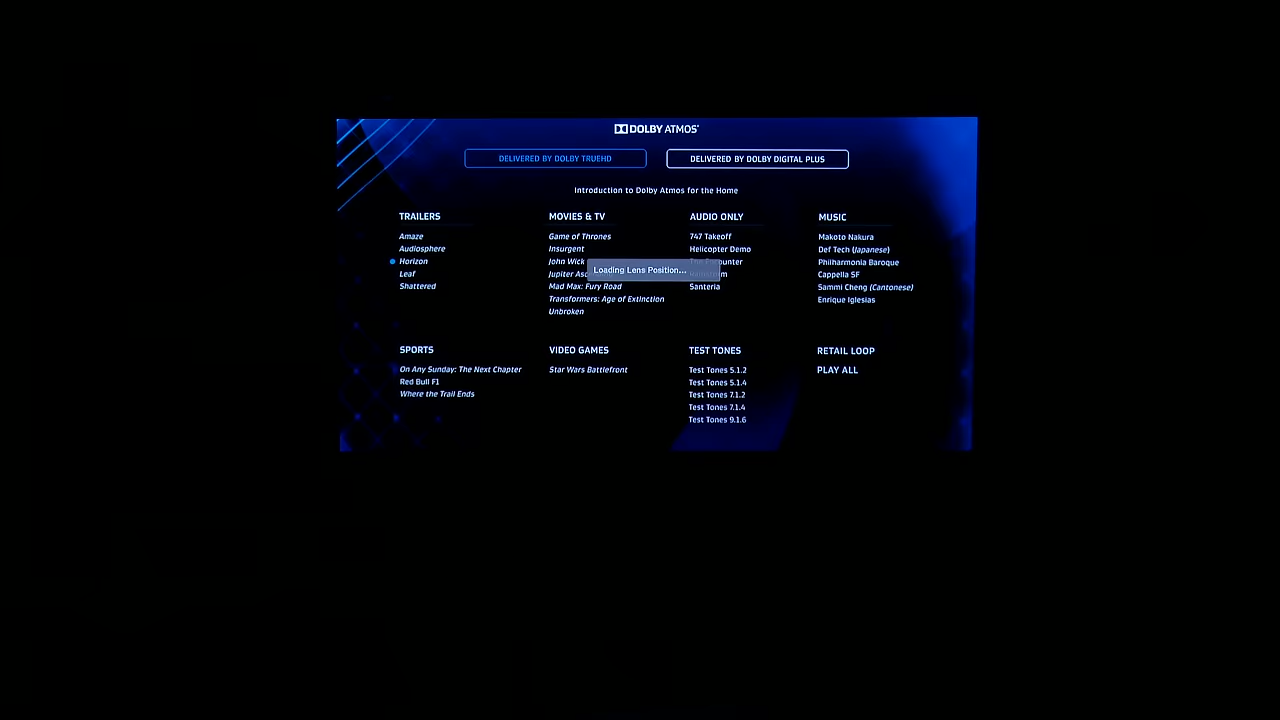 DOLBY ATMOS
DELIVERED BY DOLBY TRUEHD
DELIVERED BY DOLBY DIGITAL PLUS
Introduction to Dolby Atmos for the Home
TRAILERS
Amaze
Audiosphere
Horizon
Leaf
Shattered
MOVIES & TV
Game of Thrones
Insurgent
John Wick
Jupiter
Mad Max: Fury Road
Transformers: Age of Extinction
Unbroken
AUDIO ONLY
747 Takeoff
Helicopter Demo
Santeria
Loading Lens Position...
MUSIC
Makoto Nakura
Def Tech (Japanese)
Philharmonia Baroque
Cappella SF
Sammi Cheng (Cantonese)
Enrique Iglesias
SPORTS
On Any Sunday: The Next Chapter
Red Bull F1
Where the Trail Ends
VIDEO GAMES
Star Wars Battlefront
TEST TONES
Test Tones 5.1.2
Test Tones 5.1.4
Test Tones 7.1.2
Test Tones 7.1.4
Test Tones 9.1.6
RETAIL LOOP
PLAY ALL